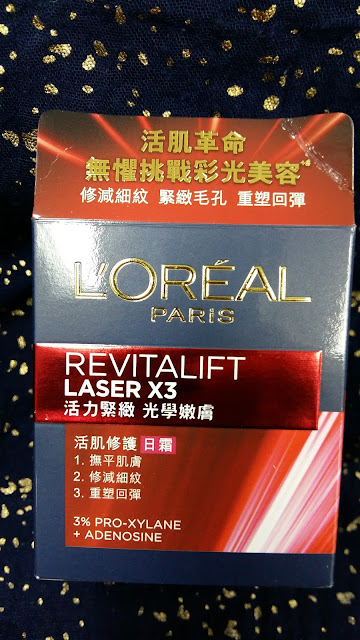 活肌革命
無懼挑戰彩光美容*
修減細紋 緊緻毛孔 重塑回彈
L'ORÉAL
PARIS
REVITALIFT
LASER X3
活力緊緻 光學嫩膚
活肌修護 日霜
1. 撫平肌膚
2. 修減細紋
3. 重塑回彈
3% PRO-XYLANE
+ ADENOSINE